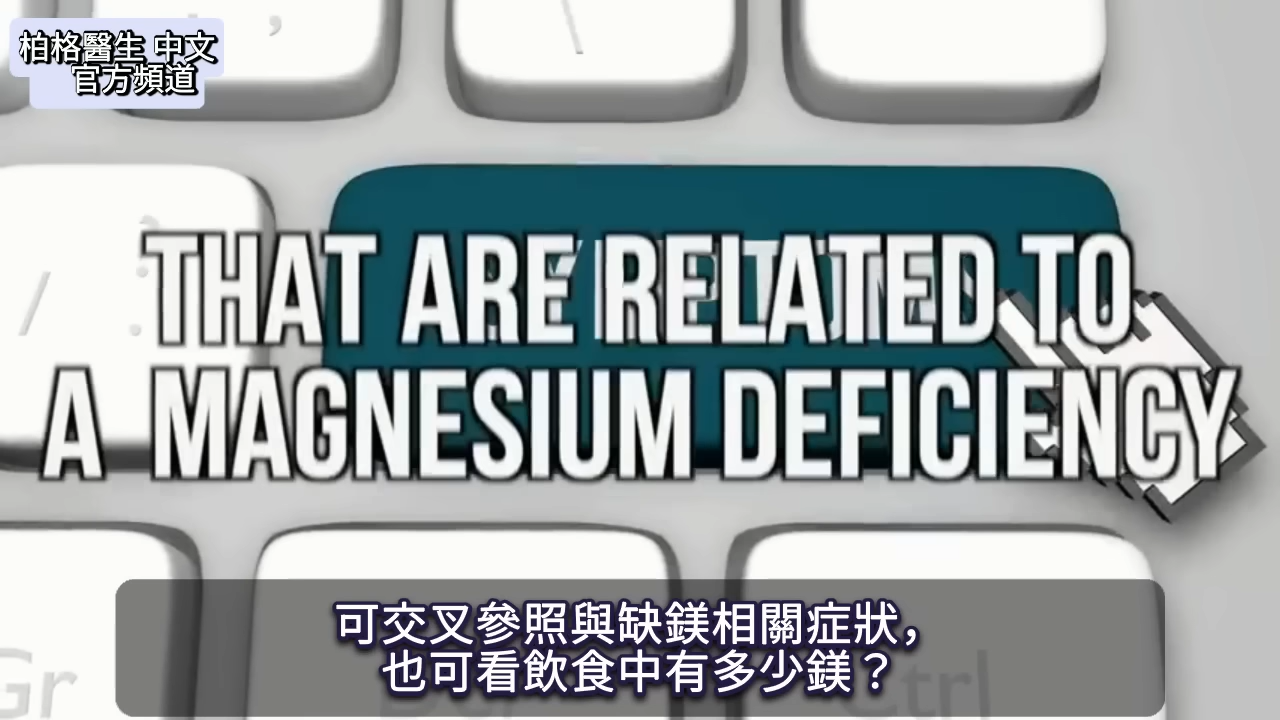 柏格醫生 中文
官方頻道
THAT ARE RELATED TO
A MAGNESIUM DEFICIENCY
可交叉參照與缺鎂相關症狀，
也可看飲食中有多少鎂？
Gr
Ctrl